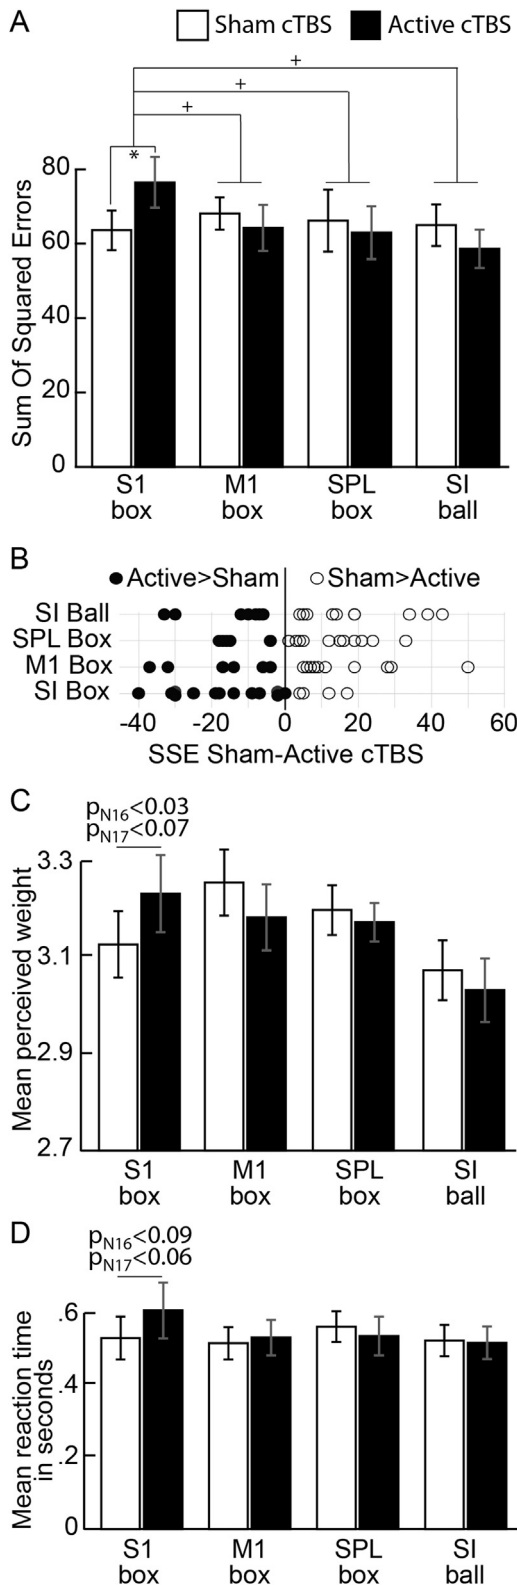 A
Sham cTBS Active cTBS
+
+
+
*
80
60
40
20
0
Sum Of Squared Errors
S1 M1 SPL SI
box box box ball
B
Active>Sham Sham>Active
SI Ball
SPL Box
M1 Box
SI Box
-40 -20 0 20 40 60
SSE Sham-Active cTBS
C
pN16<0.03
pN17<0.07
3.3
3.1
2.9
2.7
Mean perceived weight
S1 M1 SPL SI
box box box ball
D
pN16<0.09
pN17<0.06
.6
.4
.2
0
Mean reaction time
in seconds
S1 M1 SPL SI
box box box ball